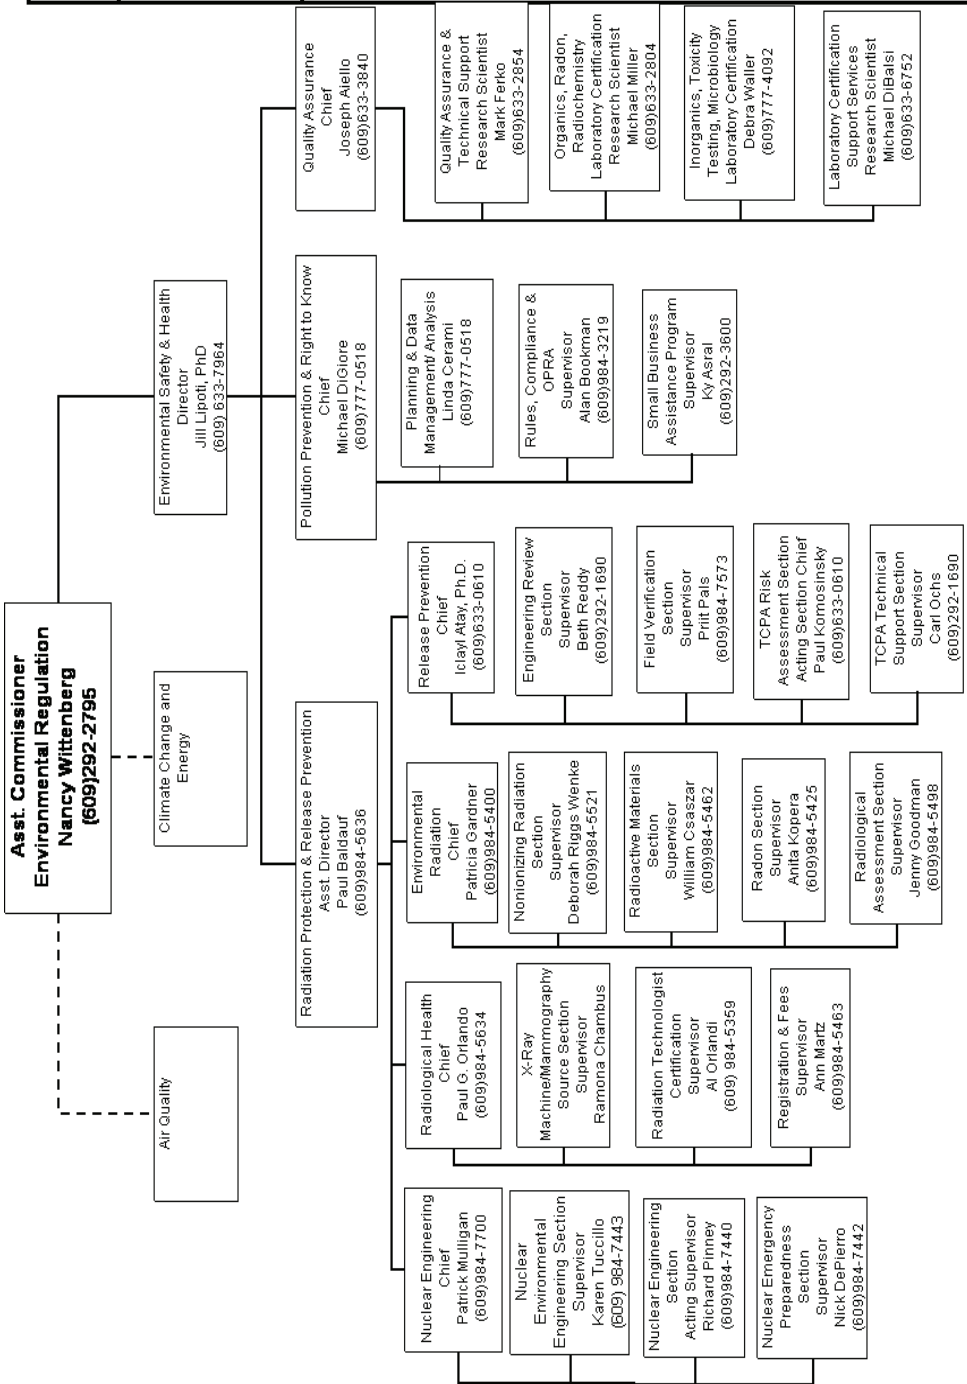 Asst. Commissioner
Environmental Regulation
Nancy Wittenberg
(609)292-2795
Air Quality
Climate Change and
Energy
Environmental Safety & Health
Director
Jill Lipoti, PhD
(609) 633-7964
Radiation Protection & Release Prevention
Asst. Director
Paul Baldauf
(609)984-5636
Pollution Prevention & Right to Know
Chief
Michael DiGiore
(609)777-0518
Quality Assurance
Chief
Joseph Aiello
(609)633-3840
Nuclear Engineering
Chief
Patrick Mulligan
(609)984-7700
Nuclear
Environmental
Engineering Section
Supervisor
Karen Tuccillo
(609) 984-7443
Nuclear Engineering
Section
Acting Supervisor
Richard Pinney
(609)984-7440
Nuclear Emergency
Preparedness
Section
Supervisor
Nick DePierro
(609)984-7442
Radiological Health
Chief
Paul G. Orlando
(609)984-5634
X-Ray
Machine/Mammography
Source Section
Supervisor
Ramona Chambus
Radiation Technologist
Certification
Supervisor
Al Orlandi
(609) 984-5359
Registration & Fees
Supervisor
Ann Martz
(609)984-5463
Environmental
Radiation
Chief
Patricia Gardner
(609)984-5400
Nonionizing Radiation
Section
Supervisor
Deborah Riggs Wenke
(609)984-5521
Radioactive Materials
Section
Supervisor
William Csaszar
(609)984-5462
Radon Section
Supervisor
Anita Kopera
(609)984-5425
Radiological
Assessment Section
Supervisor
Jenny Goodman
(609)984-5498
Release Prevention
Chief
Iclayl Atay, Ph.D.
(609)633-0610
Engineering Review
Section
Supervisor
Beth Reddy
(609)292-1690
Field Verification
Section
Supervisor
Priit Pals
(609)984-7573
TCPA Risk
Assessment Section
Acting Section Chief
Paul Komosinsky
(609)633-0610
TCPA Technical
Support Section
Supervisor
Carl Ochs
(609)292-1690
Planning & Data
Management/ Analysis
Linda Cerami
(609)777-0518
Rules, Compliance &
OPRA
Supervisor
Alan Bookman
(609)984-3219
Small Business
Assistance Program
Supervisor
Ky Asral
(609)292-3600
Quality Assurance &
Technical Support
Research Scientist
Mark Ferko
(609)633-2854
Organics, Radon,
Radiochemistry
Laboratory Certification
Research Scientist
Michael Miller
(609)633-2804
Inorganics, Toxicity
Testing, Microbiology
Laboratory Certification
Debra Waller
(609)777-4092
Laboratory Certification
Support Services
Research Scientist
Michael DiBalsi
(609)633-6752